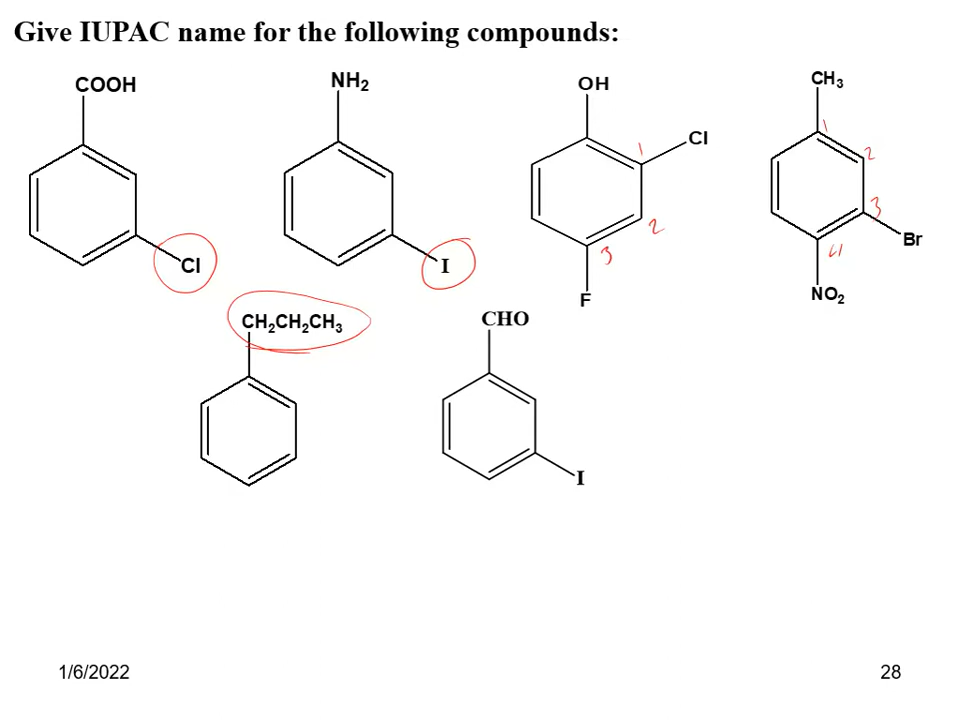 Give IUPAC name for the following compounds:
COOH
Cl
NH₂
I
OH
Cl
1
2
3
F
CH₃
1
2
3
Br
4
NO₂
CH₂CH₂CH₃
CHO
I
1/6/2022
28